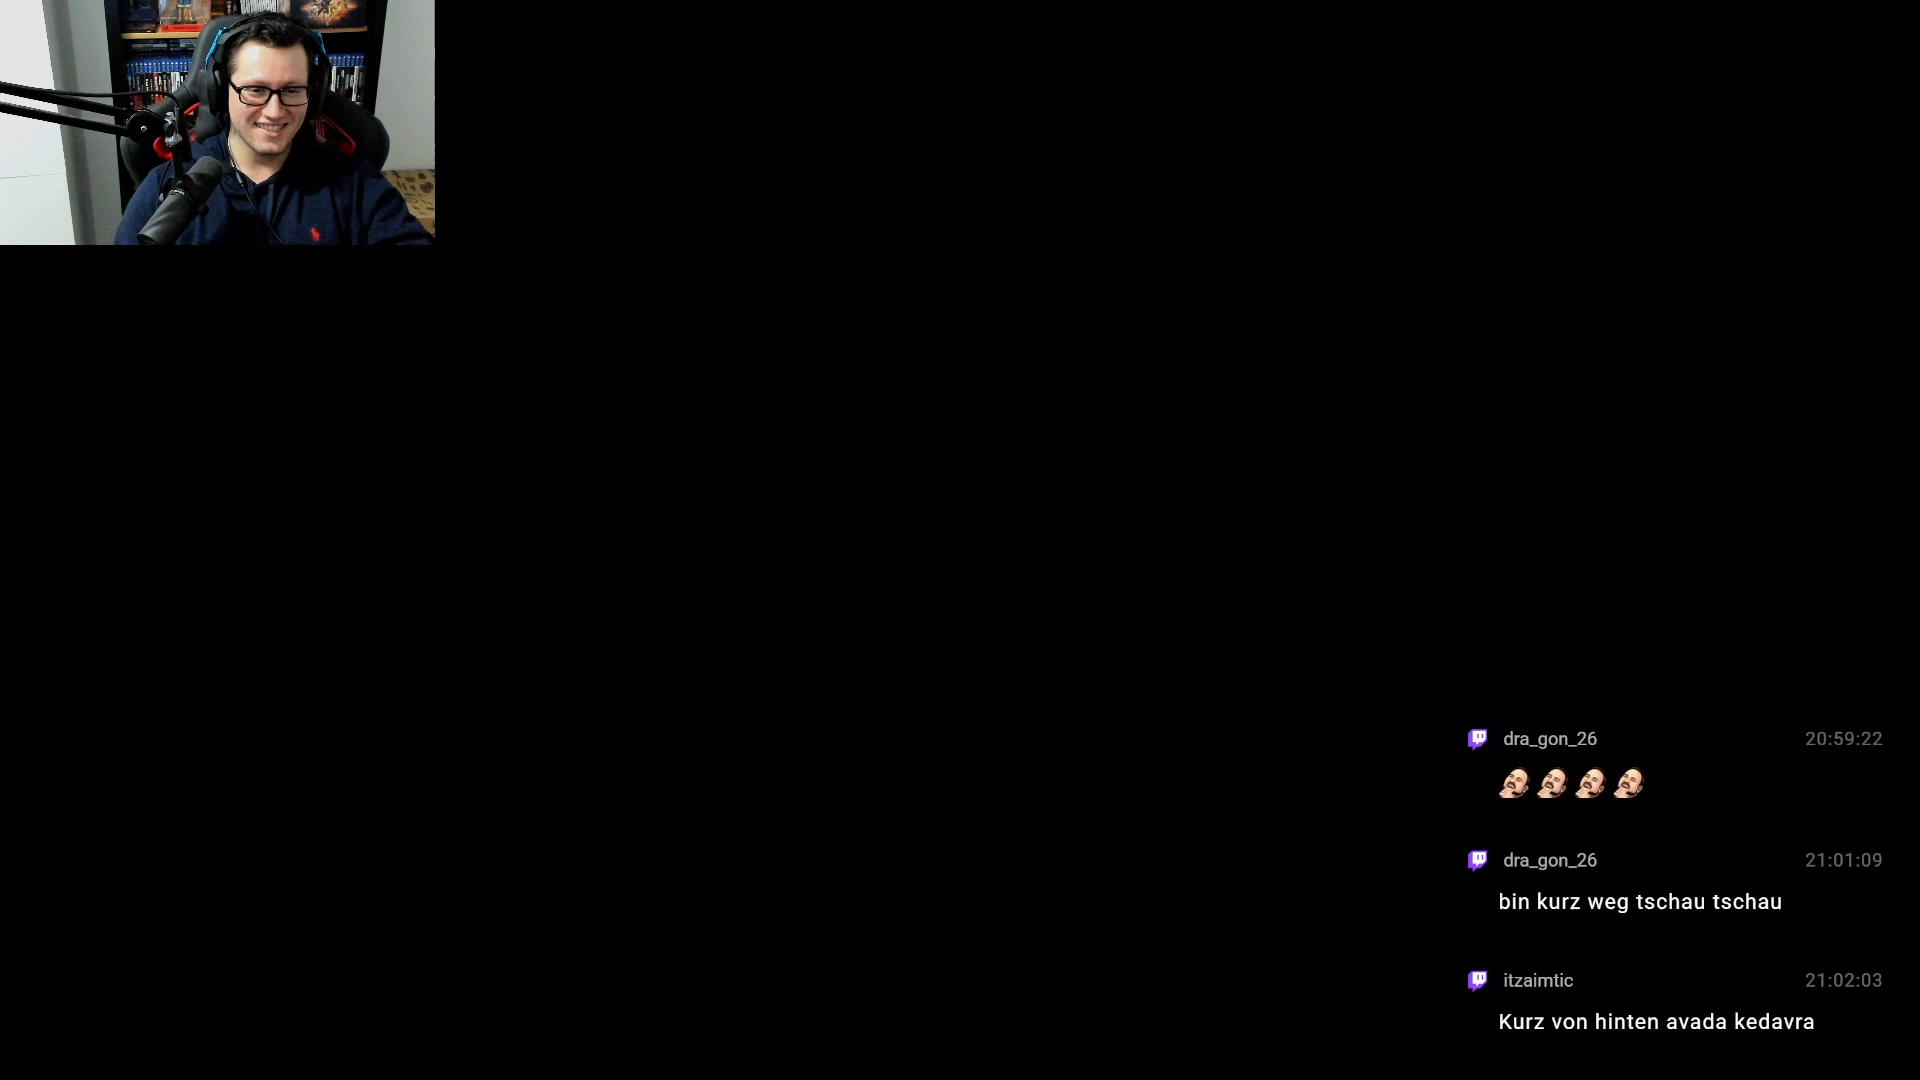 dra_gon_26 20:59:22
dra_gon_26 21:01:09
bin kurz weg tschau tschau
itzaimtic 21:02:03
Kurz von hinten avada kedavra